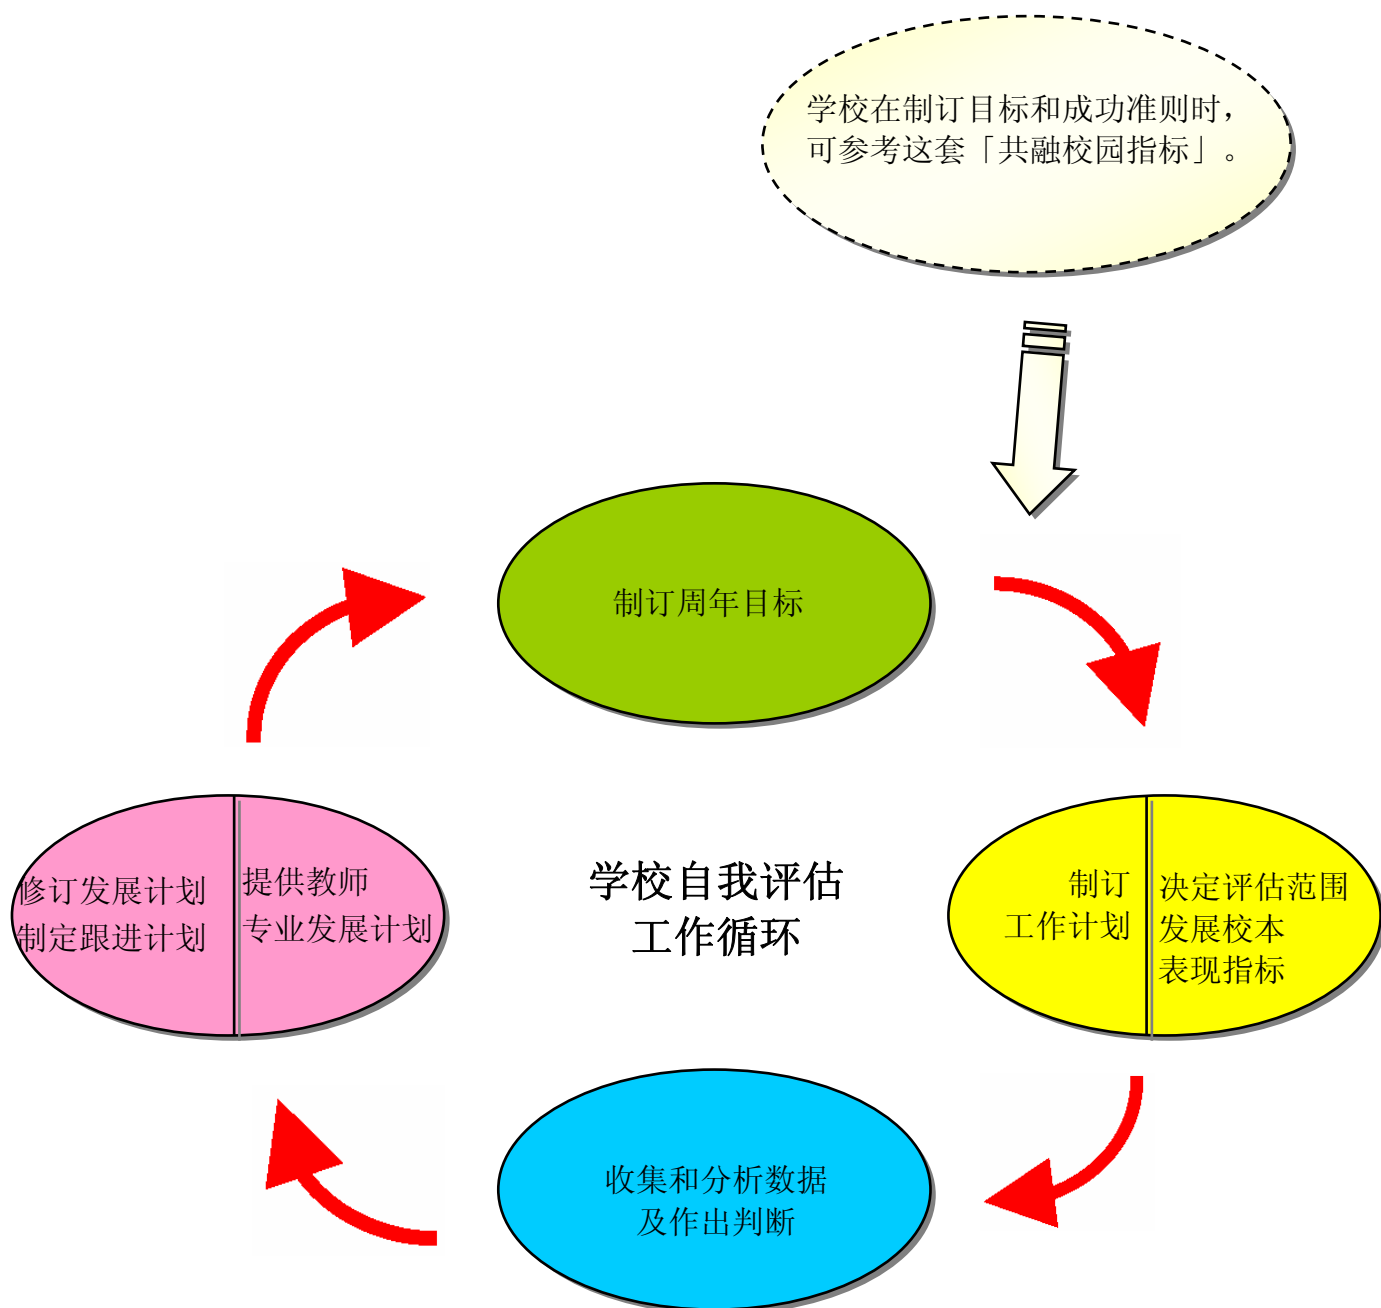 学校在制订目标和成功准则时，
可参考这套「共融校园指标」。
制订周年目标
修订发展计划
制定跟进计划
提供教师
专业发展计划
学校自我评估
工作循环
制订
工作计划
决定评估范围
发展校本
表现指标
收集和分析数据
及作出判断